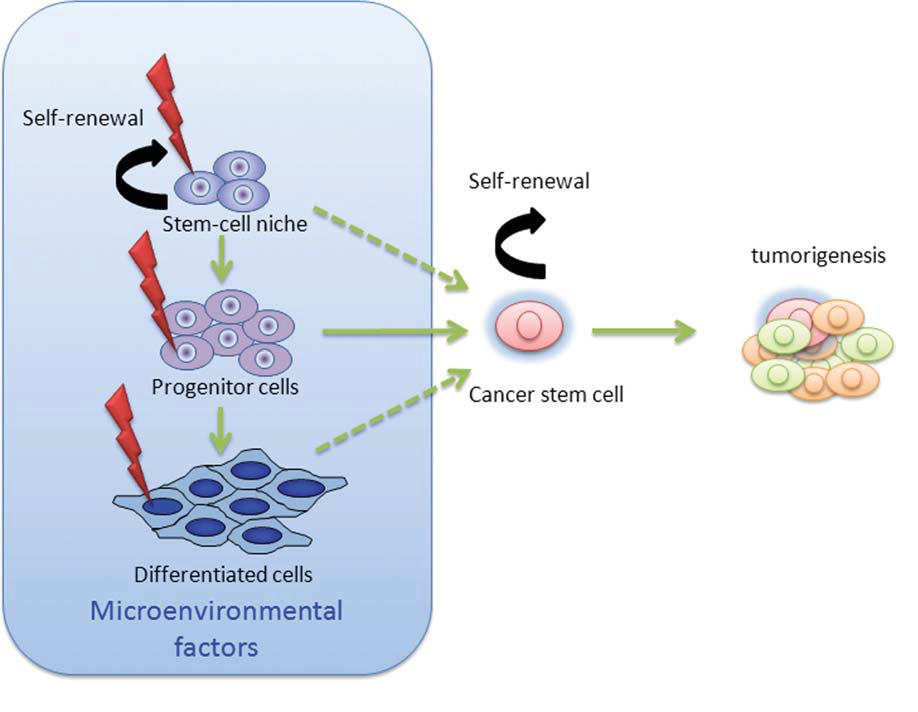 Self-renewal
Stem-cell niche
Progenitor cells
Differentiated cells
Microenvironmental
factors
Self-renewal
Cancer stem cell
tumorigenesis